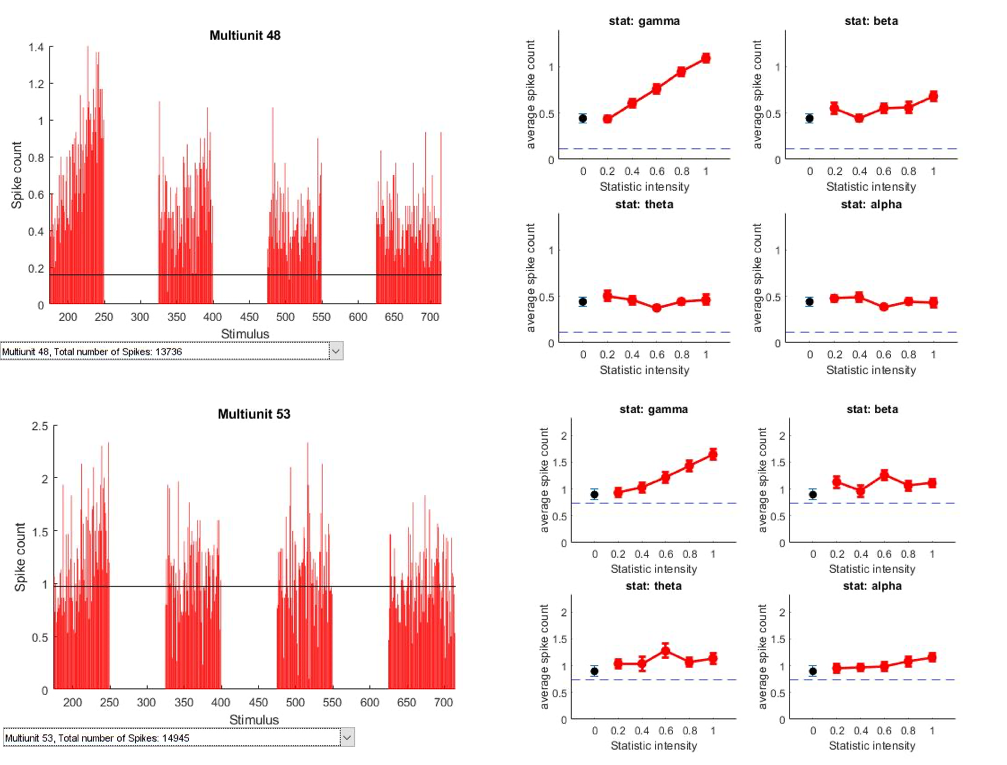 Multiunit 48
Spike count
1.4
1.2
1
0.8
0.6
0.4
0.2
0
200 250 300 350 400 450 500 550 600 650 700
Stimulus
Multiunit 48, Total number of Spikes: 13736
stat: gamma
average spike count
1
0.5
0
0 0.2 0.4 0.6 0.8 1
Statistic intensity
stat: beta
average spike count
1
0.5
0
0 0.2 0.4 0.6 0.8 1
Statistic intensity
stat: theta
average spike count
1
0.5
0
0 0.2 0.4 0.6 0.8 1
Statistic intensity
stat: alpha
average spike count
1
0.5
0
0 0.2 0.4 0.6 0.8 1
Statistic intensity
Multiunit 53
Spike count
2.5
2
1.5
1
0.5
0
200 250 300 350 400 450 500 550 600 650 700
Stimulus
Multiunit 53, Total number of Spikes: 14945
stat: gamma
average spike count
2
1.5
1
0.5
0
0 0.2 0.4 0.6 0.8 1
Statistic intensity
stat: beta
average spike count
2
1.5
1
0.5
0
0 0.2 0.4 0.6 0.8 1
Statistic intensity
stat: theta
average spike count
2
1.5
1
0.5
0
0 0.2 0.4 0.6 0.8 1
Statistic intensity
stat: alpha
average spike count
2
1.5
1
0.5
0
0 0.2 0.4 0.6 0.8 1
Statistic intensity